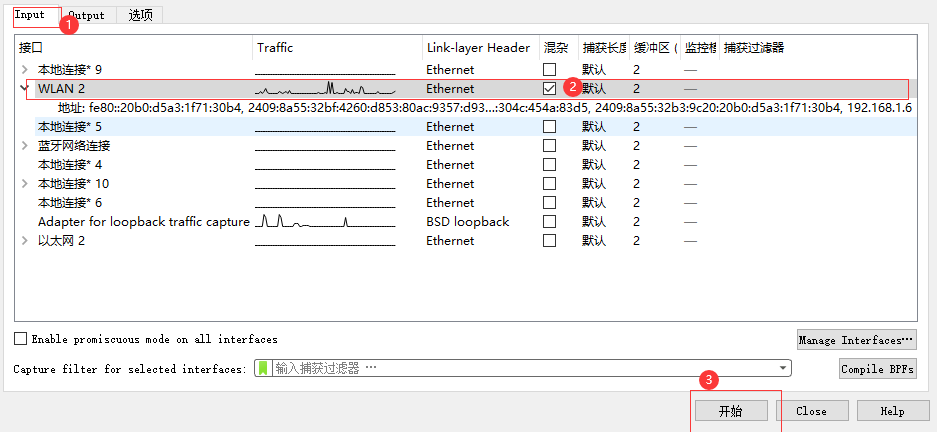 Input Output 选项
1
接口 Traffic Link-layer Header 混杂 捕获长度 缓冲区 ( 监控模 捕获过滤器
本地连接* 9 Ethernet 默认 2 —
WLAN 2 Ethernet 2 默认 2 —
地址: fe80::20b0:d5a3:1f71:30b4, 2409:8a55:32bf:4260:d853:80ac:9357:d93...:304c:454a:83d5, 2409:8a55:32b3:9c20:20b0:d5a3:1f71:30b4, 192.168.1.6
本地连接* 5 Ethernet 默认 2 —
蓝牙网络连接 Ethernet 默认 2 —
本地连接* 4 Ethernet 默认 2 —
本地连接* 10 Ethernet 默认 2 —
本地连接* 6 Ethernet 默认 2 —
Adapter for loopback traffic capture BSD loopback 默认 2 —
以太网 2 Ethernet 默认 2 —
Enable promiscuous mode on all interfaces Manage Interfaces…
Capture filter for selected interfaces: 输入捕获过滤器 … Compile BPFs
3
开始 Close Help